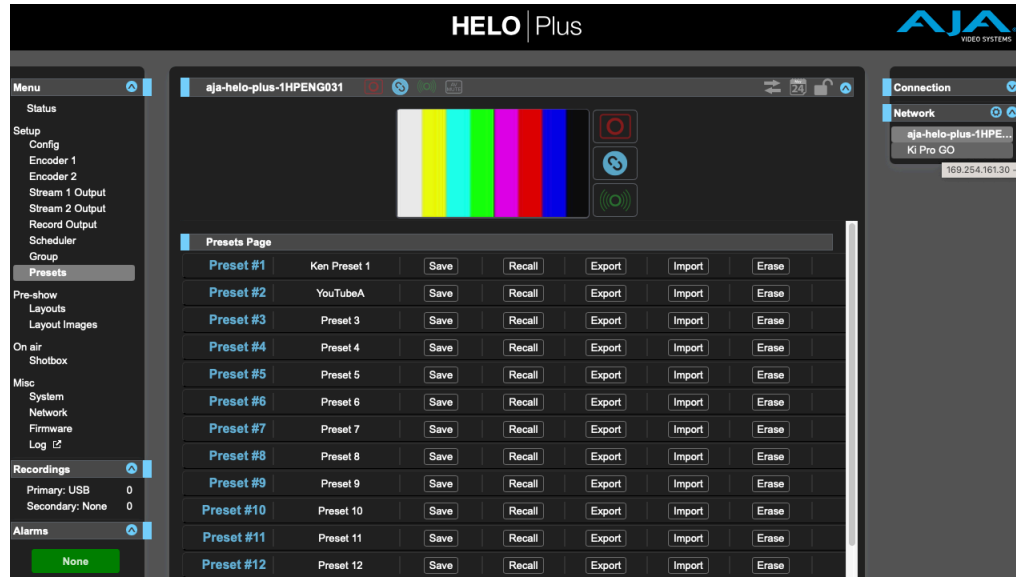 HELO Plus
AJA
VIDEO SYSTEMS
Menu
Status
Setup
Config
Encoder 1
Encoder 2
Stream 1 Output
Stream 2 Output
Record Output
Scheduler
Group
Presets
Pre-show
Layouts
Layout Images
On air
Shotbox
Misc
System
Network
Firmware
Log
Recordings
Primary: USB 0
Secondary: None 0
Alarms
None
aja-helo-plus-1HPENG031
24
Presets Page
Preset #1 Ken Preset 1 Save Recall Export Import Erase
Preset #2 YouTubeA Save Recall Export Import Erase
Preset #3 Preset 3 Save Recall Export Import Erase
Preset #4 Preset 4 Save Recall Export Import Erase
Preset #5 Preset 5 Save Recall Export Import Erase
Preset #6 Preset 6 Save Recall Export Import Erase
Preset #7 Preset 7 Save Recall Export Import Erase
Preset #8 Preset 8 Save Recall Export Import Erase
Preset #9 Preset 9 Save Recall Export Import Erase
Preset #10 Preset 10 Save Recall Export Import Erase
Preset #11 Preset 11 Save Recall Export Import Erase
Preset #12 Preset 12 Save Recall Export Import Erase
Connection
Network
aja-helo-plus-1HPE...
Ki Pro GO
169.254.161.30 -